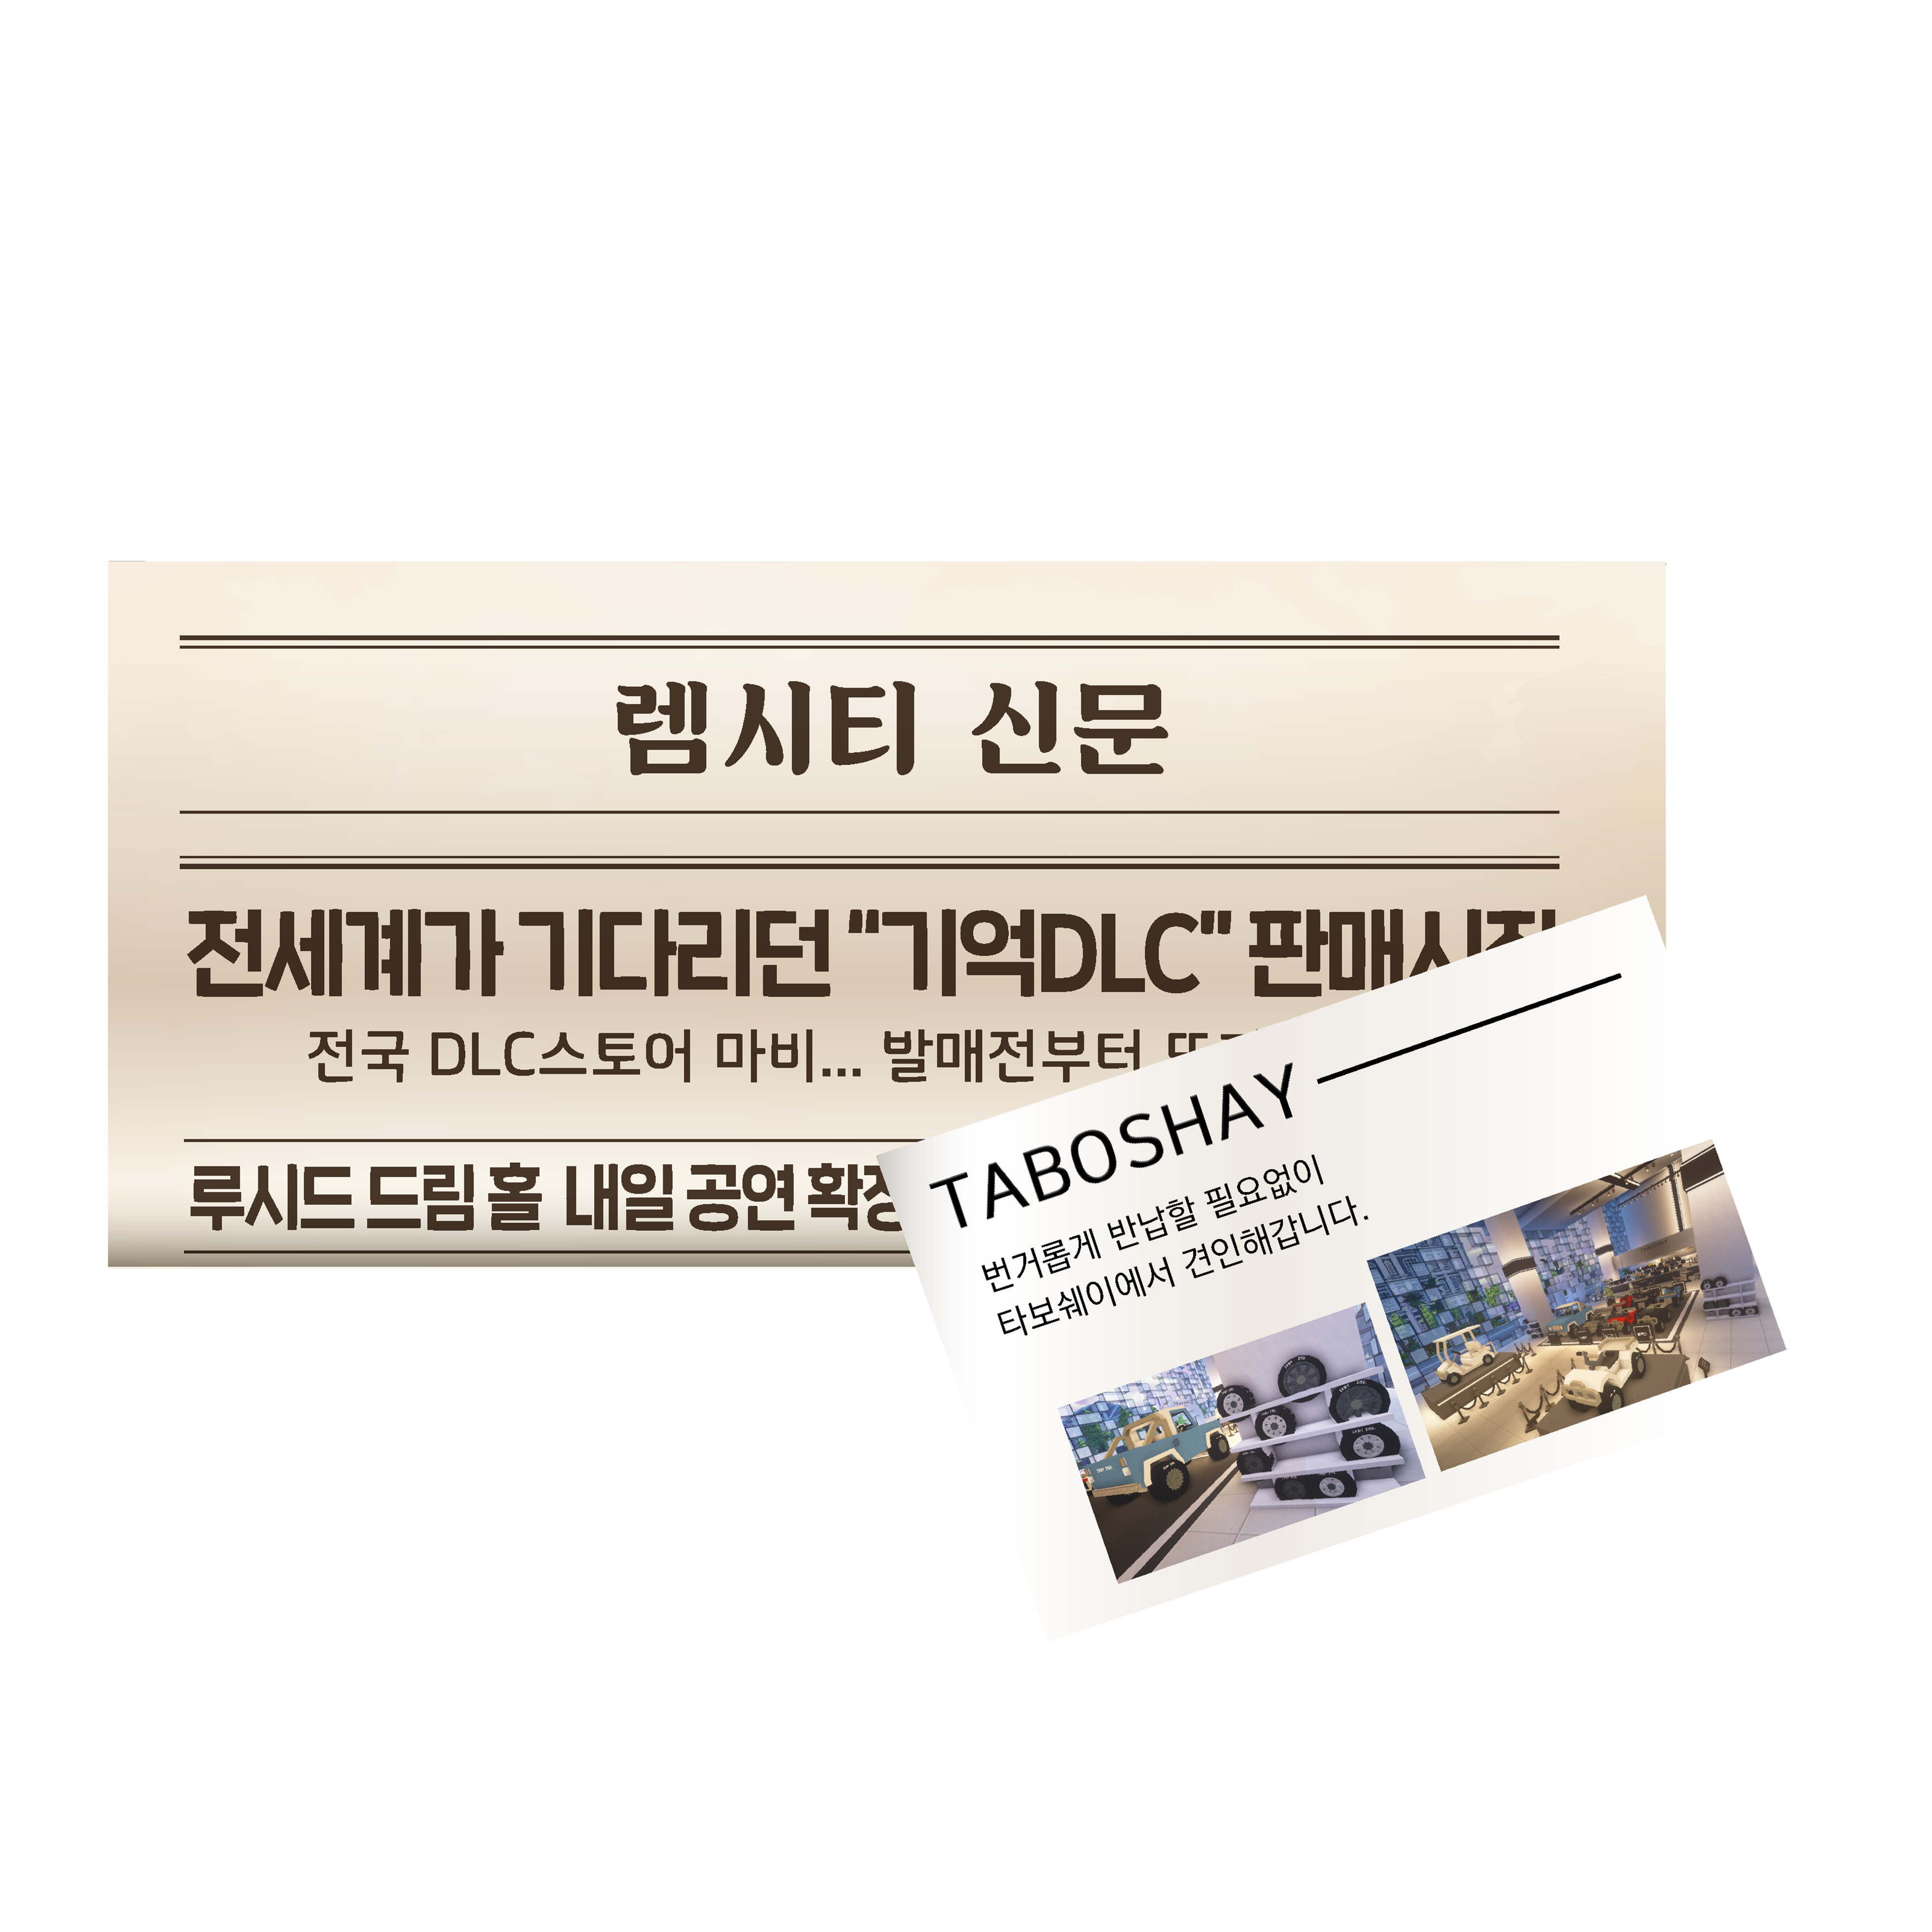 렘시티 신문
전세계가 기다리던 "기억DLC" 판매시작
전국 DLC스토어 마비... 발매전부터
루시드 드림 홀 내일 공연 확정
TABOSHAY
번거롭게 반납할 필요없이
타보쉐이에서 견인해갑니다.